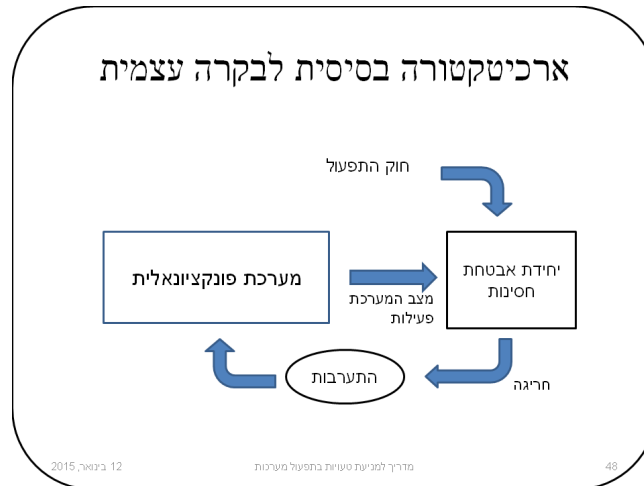 ארכיטקטורה בסיסית לבקרה עצמית
חוק התפעול
יחידת אבטחת
חסינות
מערכת פונקציונאלית
מצב המערכת
פעילות
חריגה
התערבות
48
מדריך למניעת טעויות בתפעול מערכות
12 בינואר, 2015